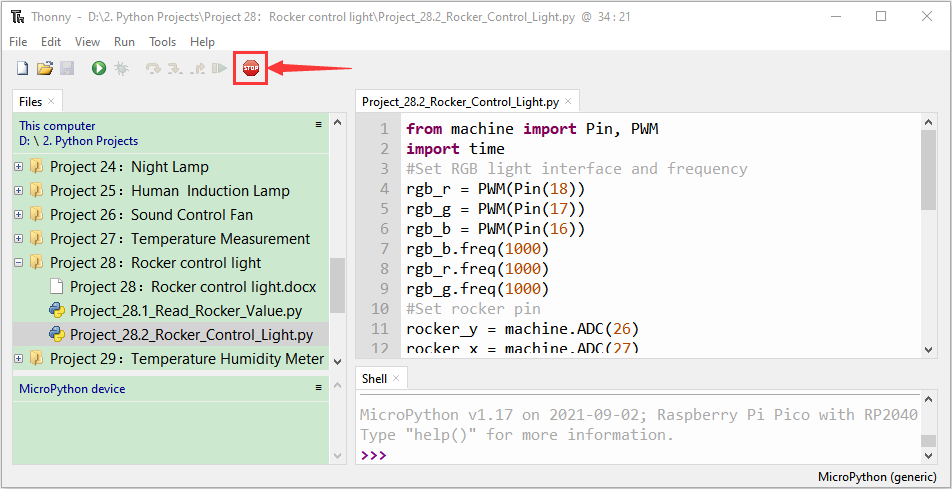 Thonny - D:\2. Python Projects\Project 28：Rocker control light\Project_28.2_Rocker_Control_Light.py @ 34 : 21
File Edit View Run Tools Help
STOP
Files ×
This computer
D: \ 2. Python Projects
Project 24：Night Lamp
Project 25：Human Induction Lamp
Project 26：Sound Control Fan
Project 27：Temperature Measurement
Project 28：Rocker control light
Project 28：Rocker control light.docx
Project_28.1_Read_Rocker_Value.py
Project_28.2_Rocker_Control_Light.py
Project 29：Temperature Humidity Meter
MicroPython device
Project_28.2_Rocker_Control_Light.py ×
1 from machine import Pin, PWM
2 import time
3 #Set RGB light interface and frequency
4 rgb_r = PWM(Pin(18))
5 rgb_g = PWM(Pin(17))
6 rgb_b = PWM(Pin(16))
7 rgb_b.freq(1000)
8 rgb_r.freq(1000)
9 rgb_g.freq(1000)
10 #Set rocker pin
11 rocker_y = machine.ADC(26)
12 rocker_x = machine.ADC(27)
Shell ×
MicroPython v1.17 on 2021-09-02; Raspberry Pi Pico with RP2040
Type "help()" for more information.
>>>
MicroPython (generic)